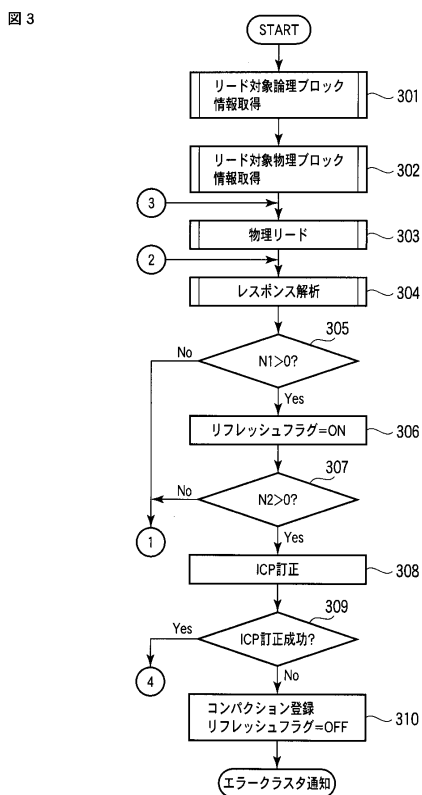 図3
START
リード対象論理ブロック
情報取得
301
リード対象物理ブロック
情報取得
302
3
物理リード
303
2
レスポンス解析
304
305
No
N1>0?
Yes
リフレッシュフラグ=ON
306
307
No
N2>0?
1
Yes
ICP訂正
308
309
Yes
ICP訂正成功?
4
No
コンパクション登録
リフレッシュフラグ=OFF
310
エラークラスタ通知